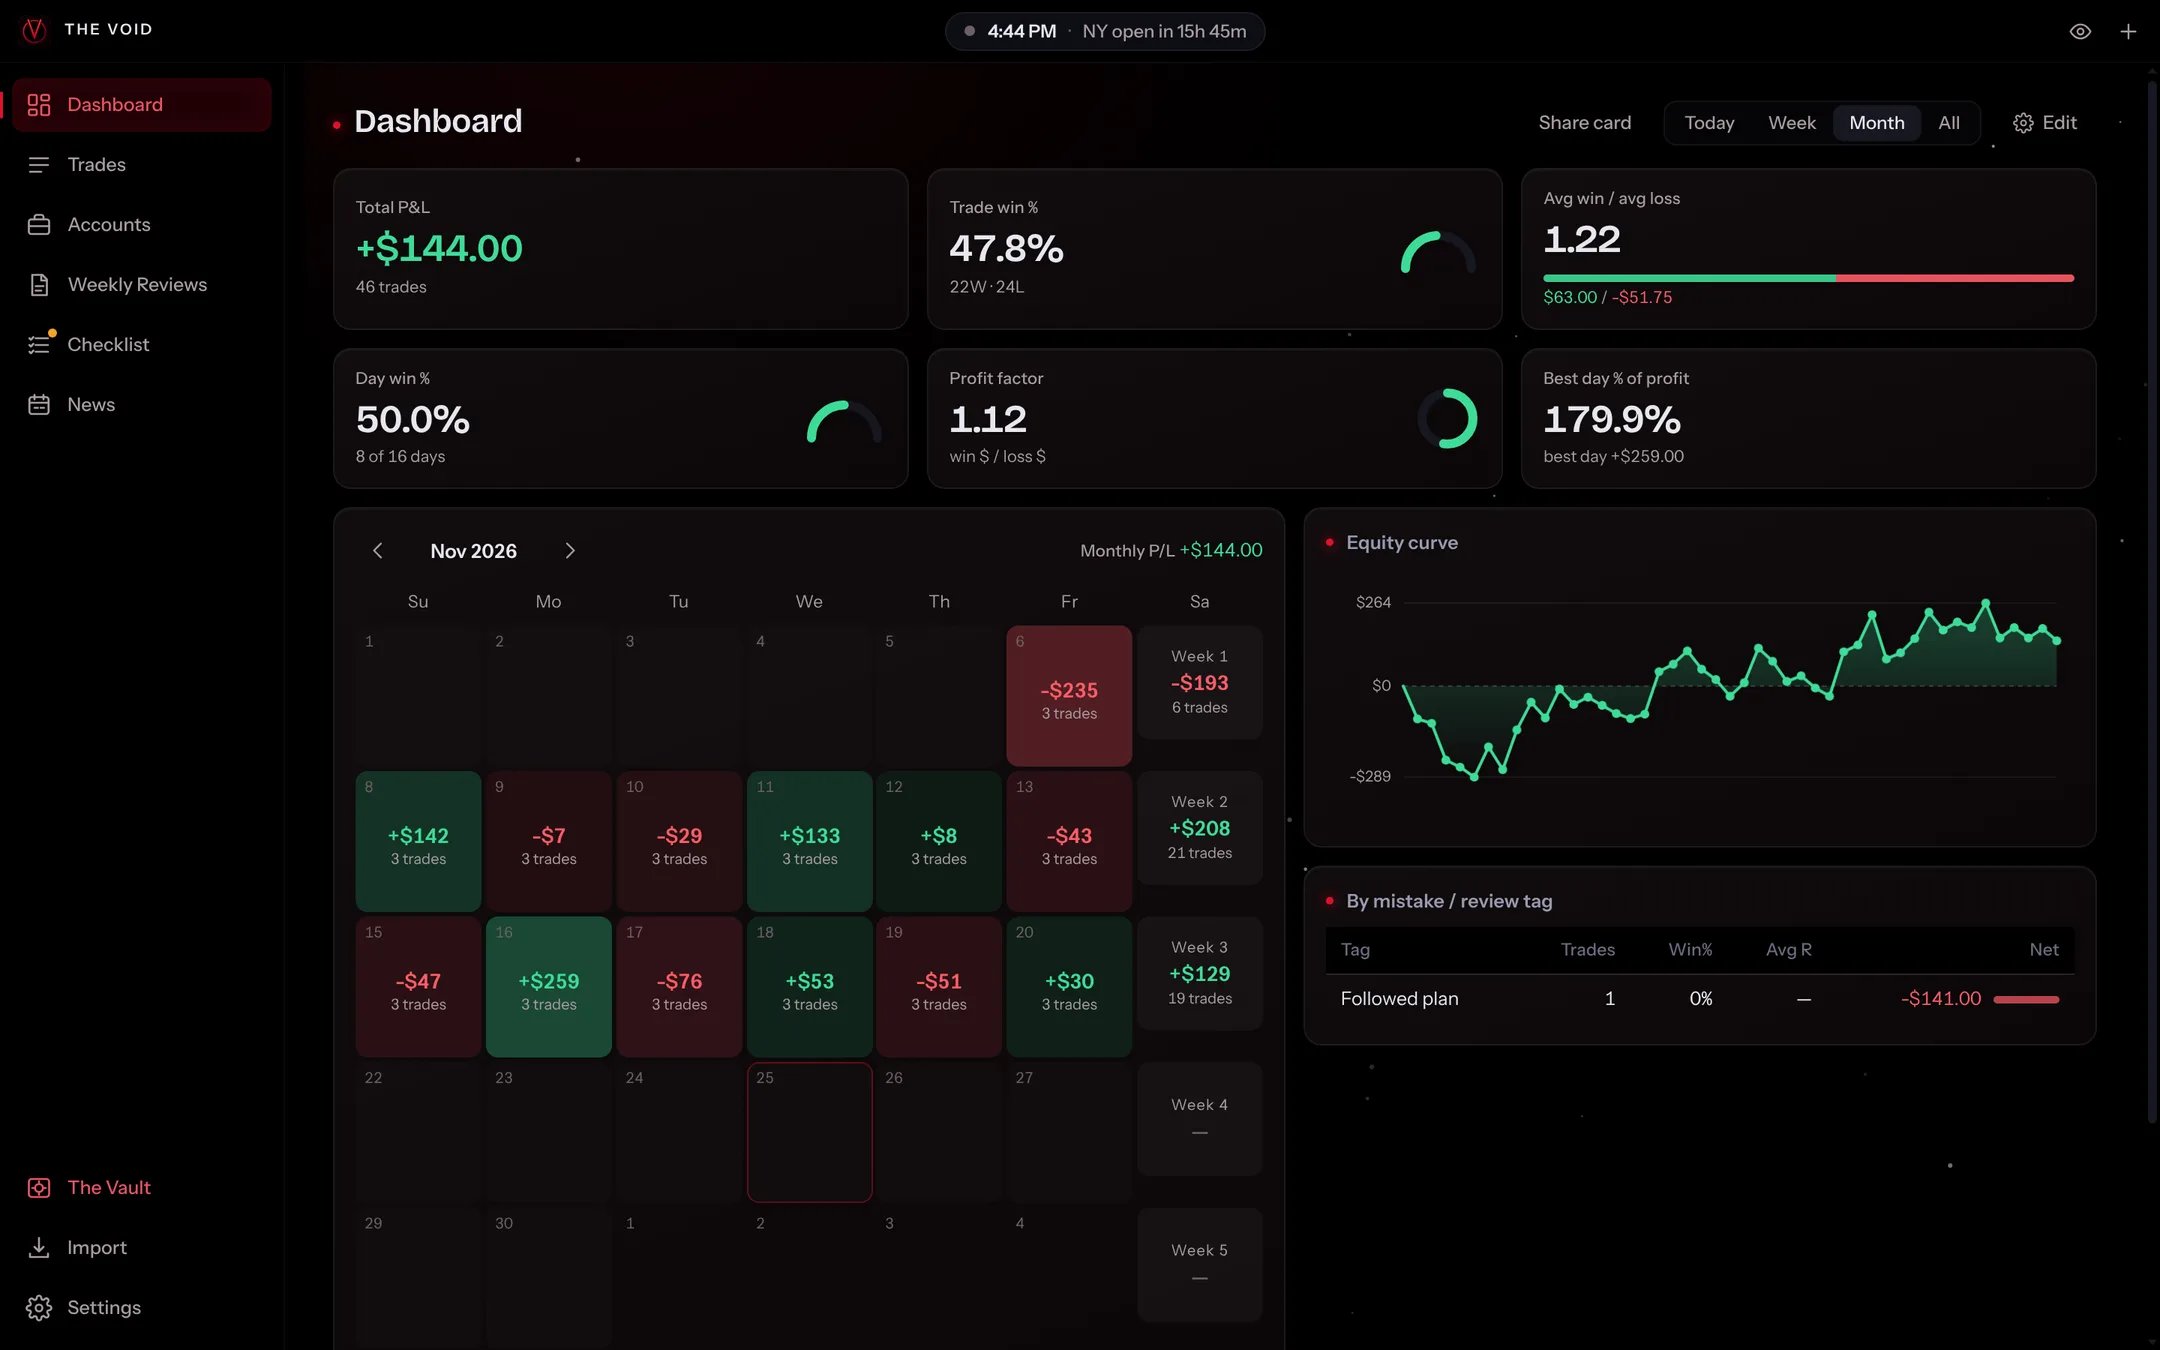 THE VOID
4:44 PM · NY open in 15h 45m
Dashboard
Trades
Accounts
Weekly Reviews
Checklist
News
The Vault
Import
Settings
Dashboard
Share card
Today Week Month All
Edit
Total P&L
+$144.00
46 trades
Trade win %
47.8%
22W · 24L
Avg win / avg loss
1.22
$63.00 / -$51.75
Day win %
50.0%
8 of 16 days
Profit factor
1.12
win $ / loss $
Best day % of profit
179.9%
best day +$259.00
Nov 2026
Monthly P/L +$144.00
Su Mo Tu We Th Fr Sa
1 2 3 4 5 6
-$235
3 trades
Week 1
-$193
6 trades
8 9 10 11 12 13
+$142 -$7 -$29 +$133 +$8 -$43
3 trades 3 trades 3 trades 3 trades 3 trades 3 trades
Week 2
+$208
21 trades
15 16 17 18 19 20
-$47 +$259 -$76 +$53 -$51 +$30
3 trades 3 trades 3 trades 3 trades 3 trades 3 trades
Week 3
+$129
19 trades
22 23 24 25 26 27
Week 4
—
29 30 1 2 3 4
Week 5
—
Equity curve
$264
$0
-$289
By mistake / review tag
Tag Trades Win% Avg R Net
Followed plan 1 0% — -$141.00